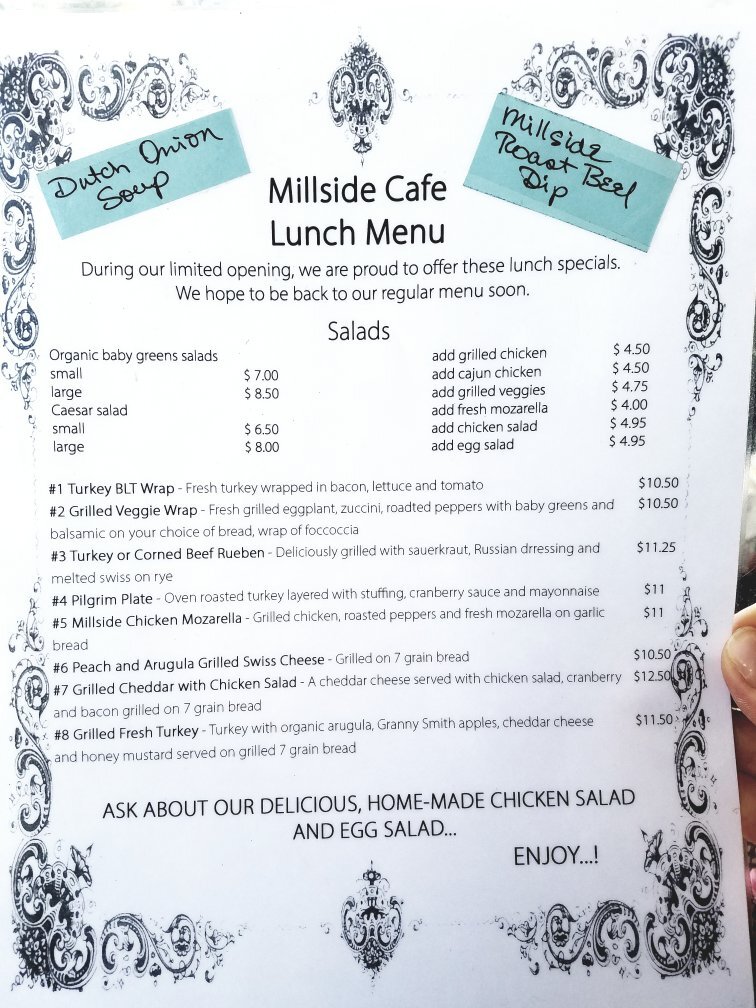 Dutch Onion
Soup
Millside
Roast Beef
Dip
Millside Cafe
Lunch Menu
During our limited opening, we are proud to offer these lunch specials.
We hope to be back to our regular menu soon.
Salads
Organic baby greens salads
small $ 7.00
large $ 8.50
Caesar salad
small $ 6.50
large $ 8.00
add grilled chicken $ 4.50
add cajun chicken $ 4.50
add grilled veggies $ 4.75
add fresh mozarella $ 4.00
add chicken salad $ 4.95
add egg salad $ 4.95
#1 Turkey BLT Wrap - Fresh turkey wrapped in bacon, lettuce and tomato $10.50
#2 Grilled Veggie Wrap - Fresh grilled eggplant, zuccini, roadted peppers with baby greens and $10.50
balsamic on your choice of bread, wrap of foccoccia
#3 Turkey or Corned Beef Rueben - Deliciously grilled with sauerkraut, Russian drressing and $11.25
melted swiss on rye
#4 Pilgrim Plate - Oven roasted turkey layered with stuffing, cranberry sauce and mayonnaise $11
#5 Millside Chicken Mozarella - Grilled chicken, roasted peppers and fresh mozarella on garlic $11
bread
#6 Peach and Arugula Grilled Swiss Cheese - Grilled on 7 grain bread $10.50
#7 Grilled Cheddar with Chicken Salad - A cheddar cheese served with chicken salad, cranberry $12.50
and bacon grilled on 7 grain bread
#8 Grilled Fresh Turkey - Turkey with organic arugula, Granny Smith apples, cheddar cheese $11.50
and honey mustard served on grilled 7 grain bread
ASK ABOUT OUR DELICIOUS, HOME-MADE CHICKEN SALAD
AND EGG SALAD...
ENJOY...!